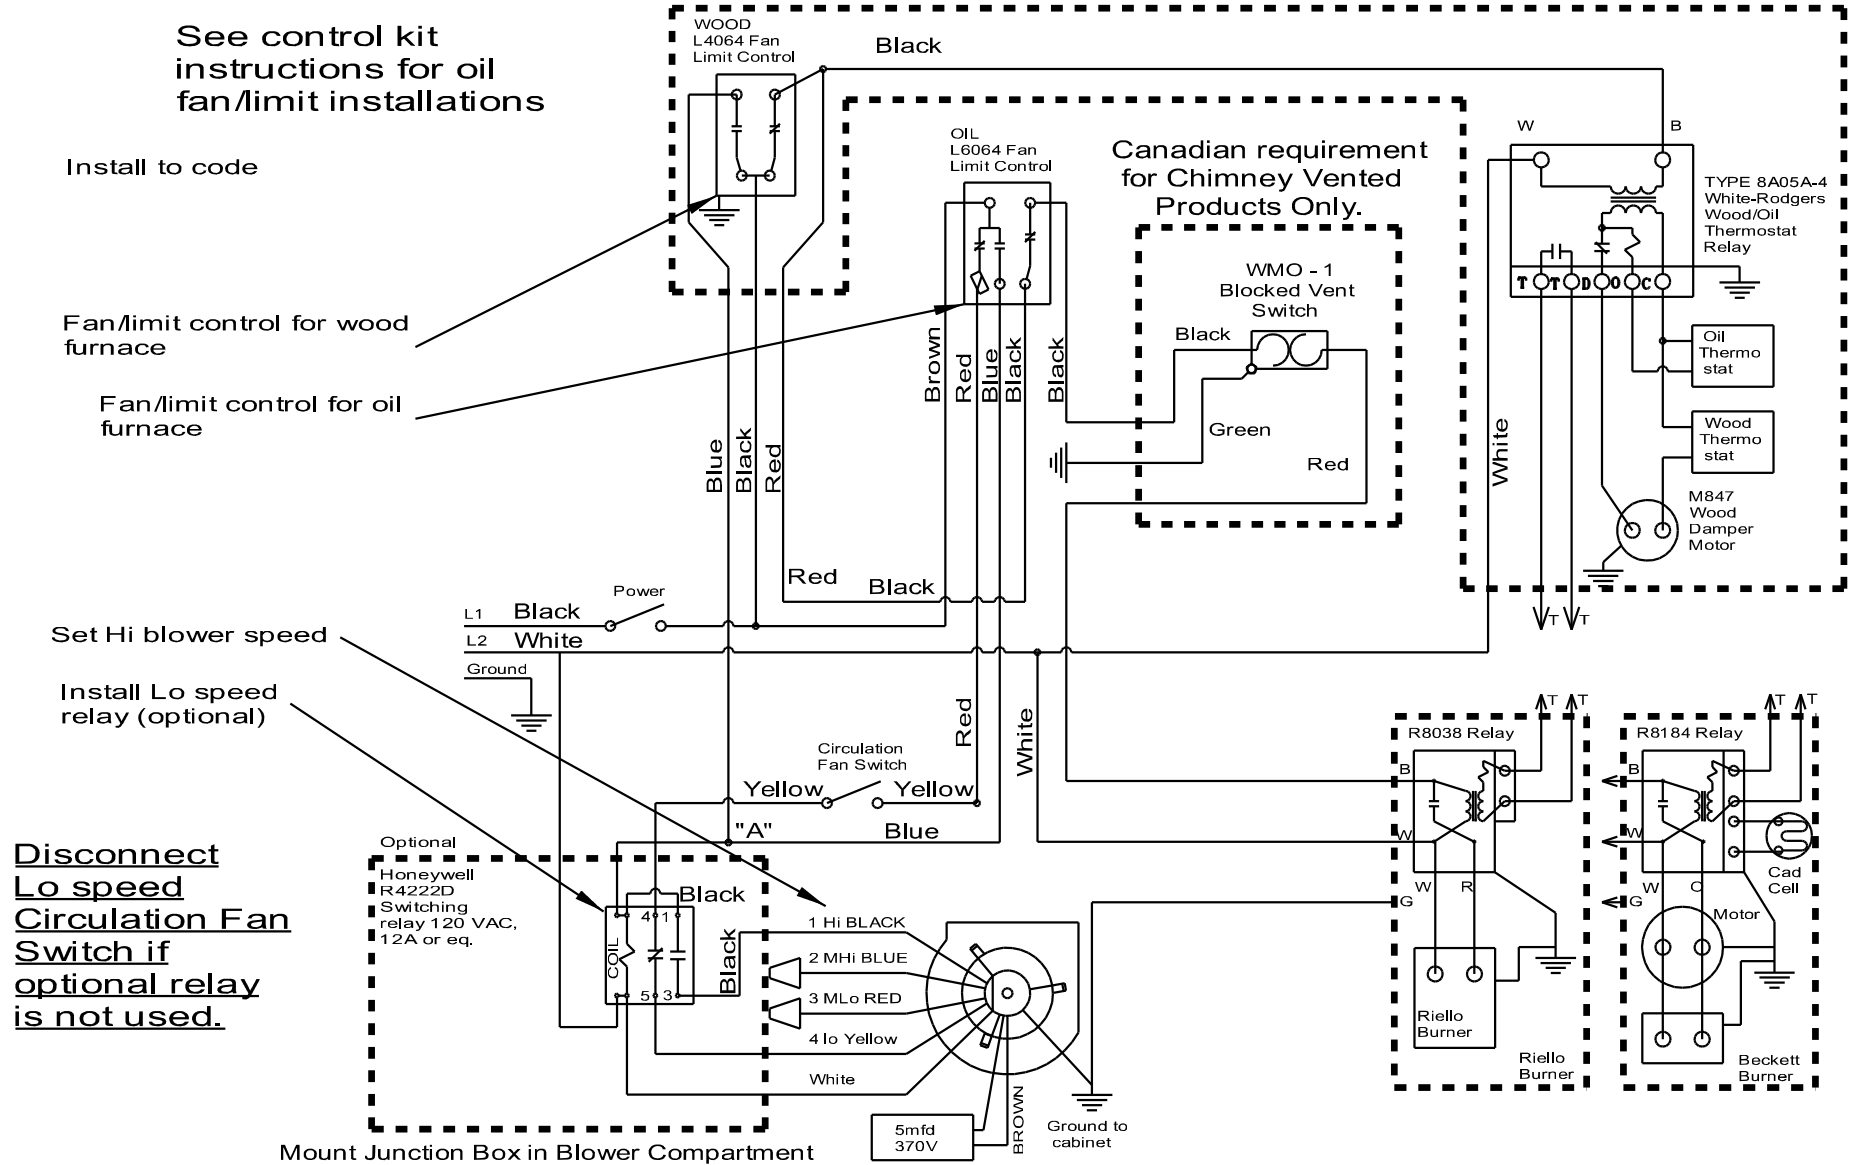 See control kit
instructions for oil
fan/limit installations
Install to code
WOOD
L4064 Fan
Limit Control
Black
OIL
L6064 Fan
Limit Control
Canadian requirement
for Chimney Vented
Products Only.
WMO - 1
Blocked Vent
Switch
Black
Green
Red
W
B
TYPE 8A05A-4
White-Rodgers
Wood/Oil
Thermostat
Relay
T
T
D
O
C
Oil
Thermo
stat
Wood
Thermo
stat
M847
Wood
Damper
Motor
White
T
T
Fan/limit control for wood
furnace
Fan/limit control for oil
furnace
Brown
Red
Blue
Black
Black
Blue
Black
Red
Red
Black
Power
L1
Black
L2
White
Ground
Set Hi blower speed
Install Lo speed
relay (optional)
Red
White
Circulation
Fan Switch
Yellow
Yellow
"A"
Blue
Disconnect
Lo speed
Circulation Fan
Switch if
optional relay
is not used.
Optional
Honeywell
R4222D
Switching
relay 120 VAC,
12A or eq.
Black
4
1
COIL
5
3
Black
1 Hi BLACK
2 MHi BLUE
3 MLo RED
4 lo Yellow
White
5mfd
370V
BROWN
Ground to
cabinet
Mount Junction Box in Blower Compartment
T
T
R8038 Relay
B
W
W
R
G
Riello
Burner
Riello
Burner
T
T
R8184 Relay
B
W
Cad
Cell
W
O
G
Motor
Beckett
Burner